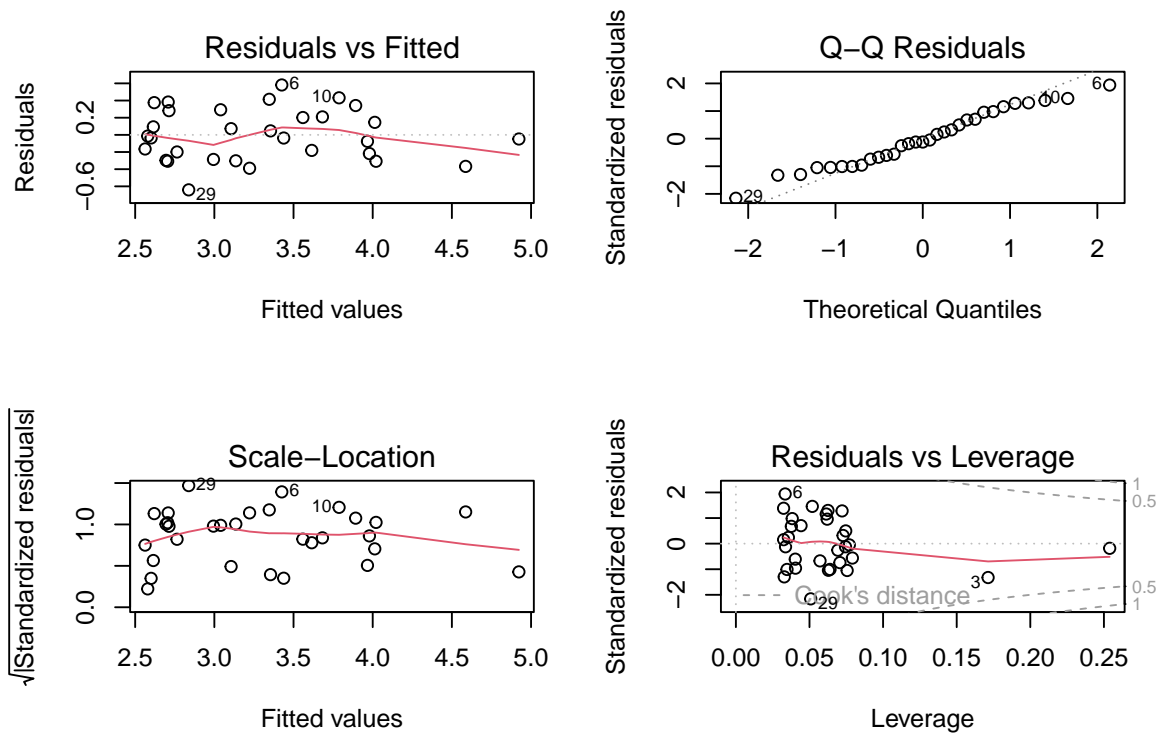 Residuals vs Fitted
Residuals
−0.6 0.2
6
10
29
2.5 3.0 3.5 4.0 4.5 5.0
Fitted values
Q−Q Residuals
Standardized residuals
−2 0 2
6
10
29
−2 −1 0 1 2
Theoretical Quantiles
Scale−Location
√|Standardized residuals|
0.0 1.0
29
6
10
2.5 3.0 3.5 4.0 4.5 5.0
Fitted values
Residuals vs Leverage
Standardized residuals
−2 0 2
6
3
29
Cook's distance
1
0.5
0.5
1
0.00 0.05 0.10 0.15 0.20 0.25
Leverage